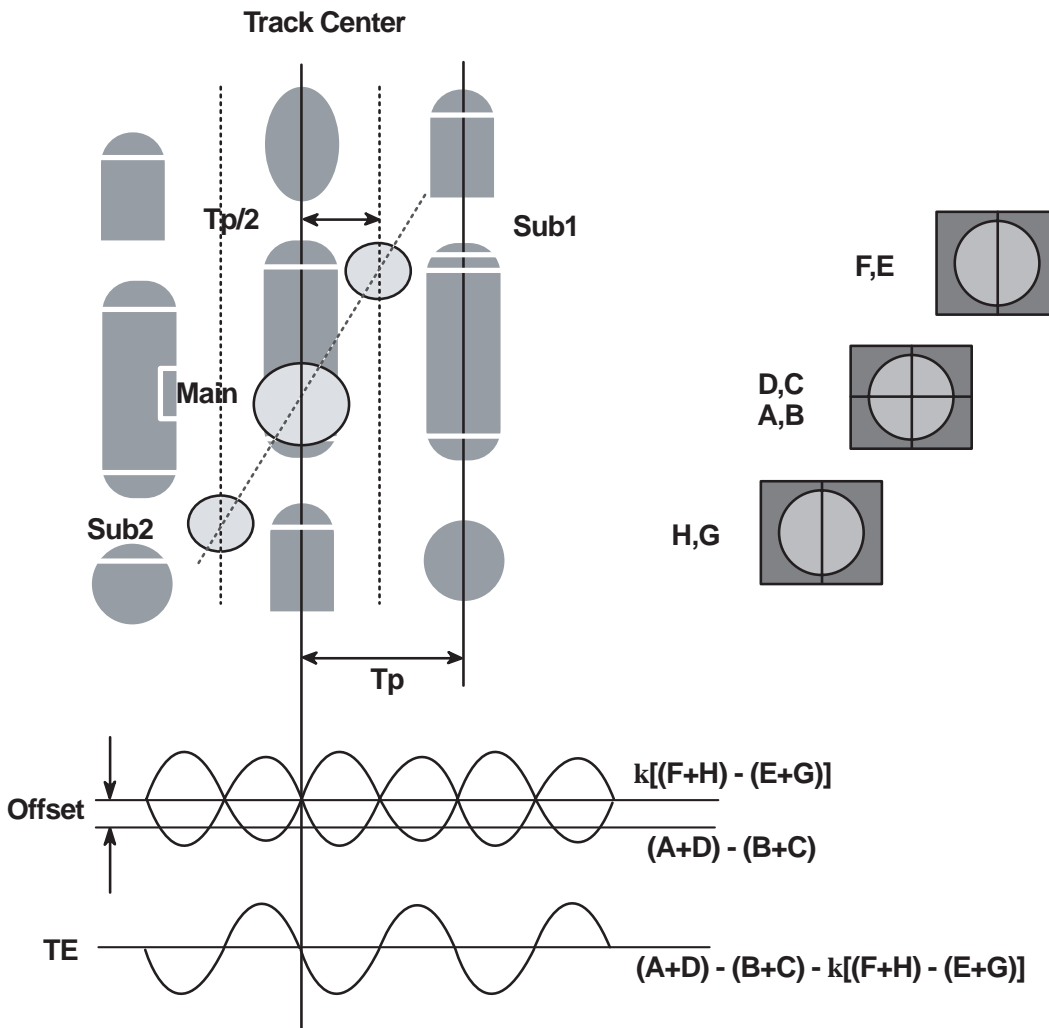 Track Center
Tp/2
Sub1
F,E
Main
D,C
A,B
Sub2
H,G
Tp
k[(F+H) - (E+G)]
Offset
(A+D) - (B+C)
TE
(A+D) - (B+C) - k[(F+H) - (E+G)]